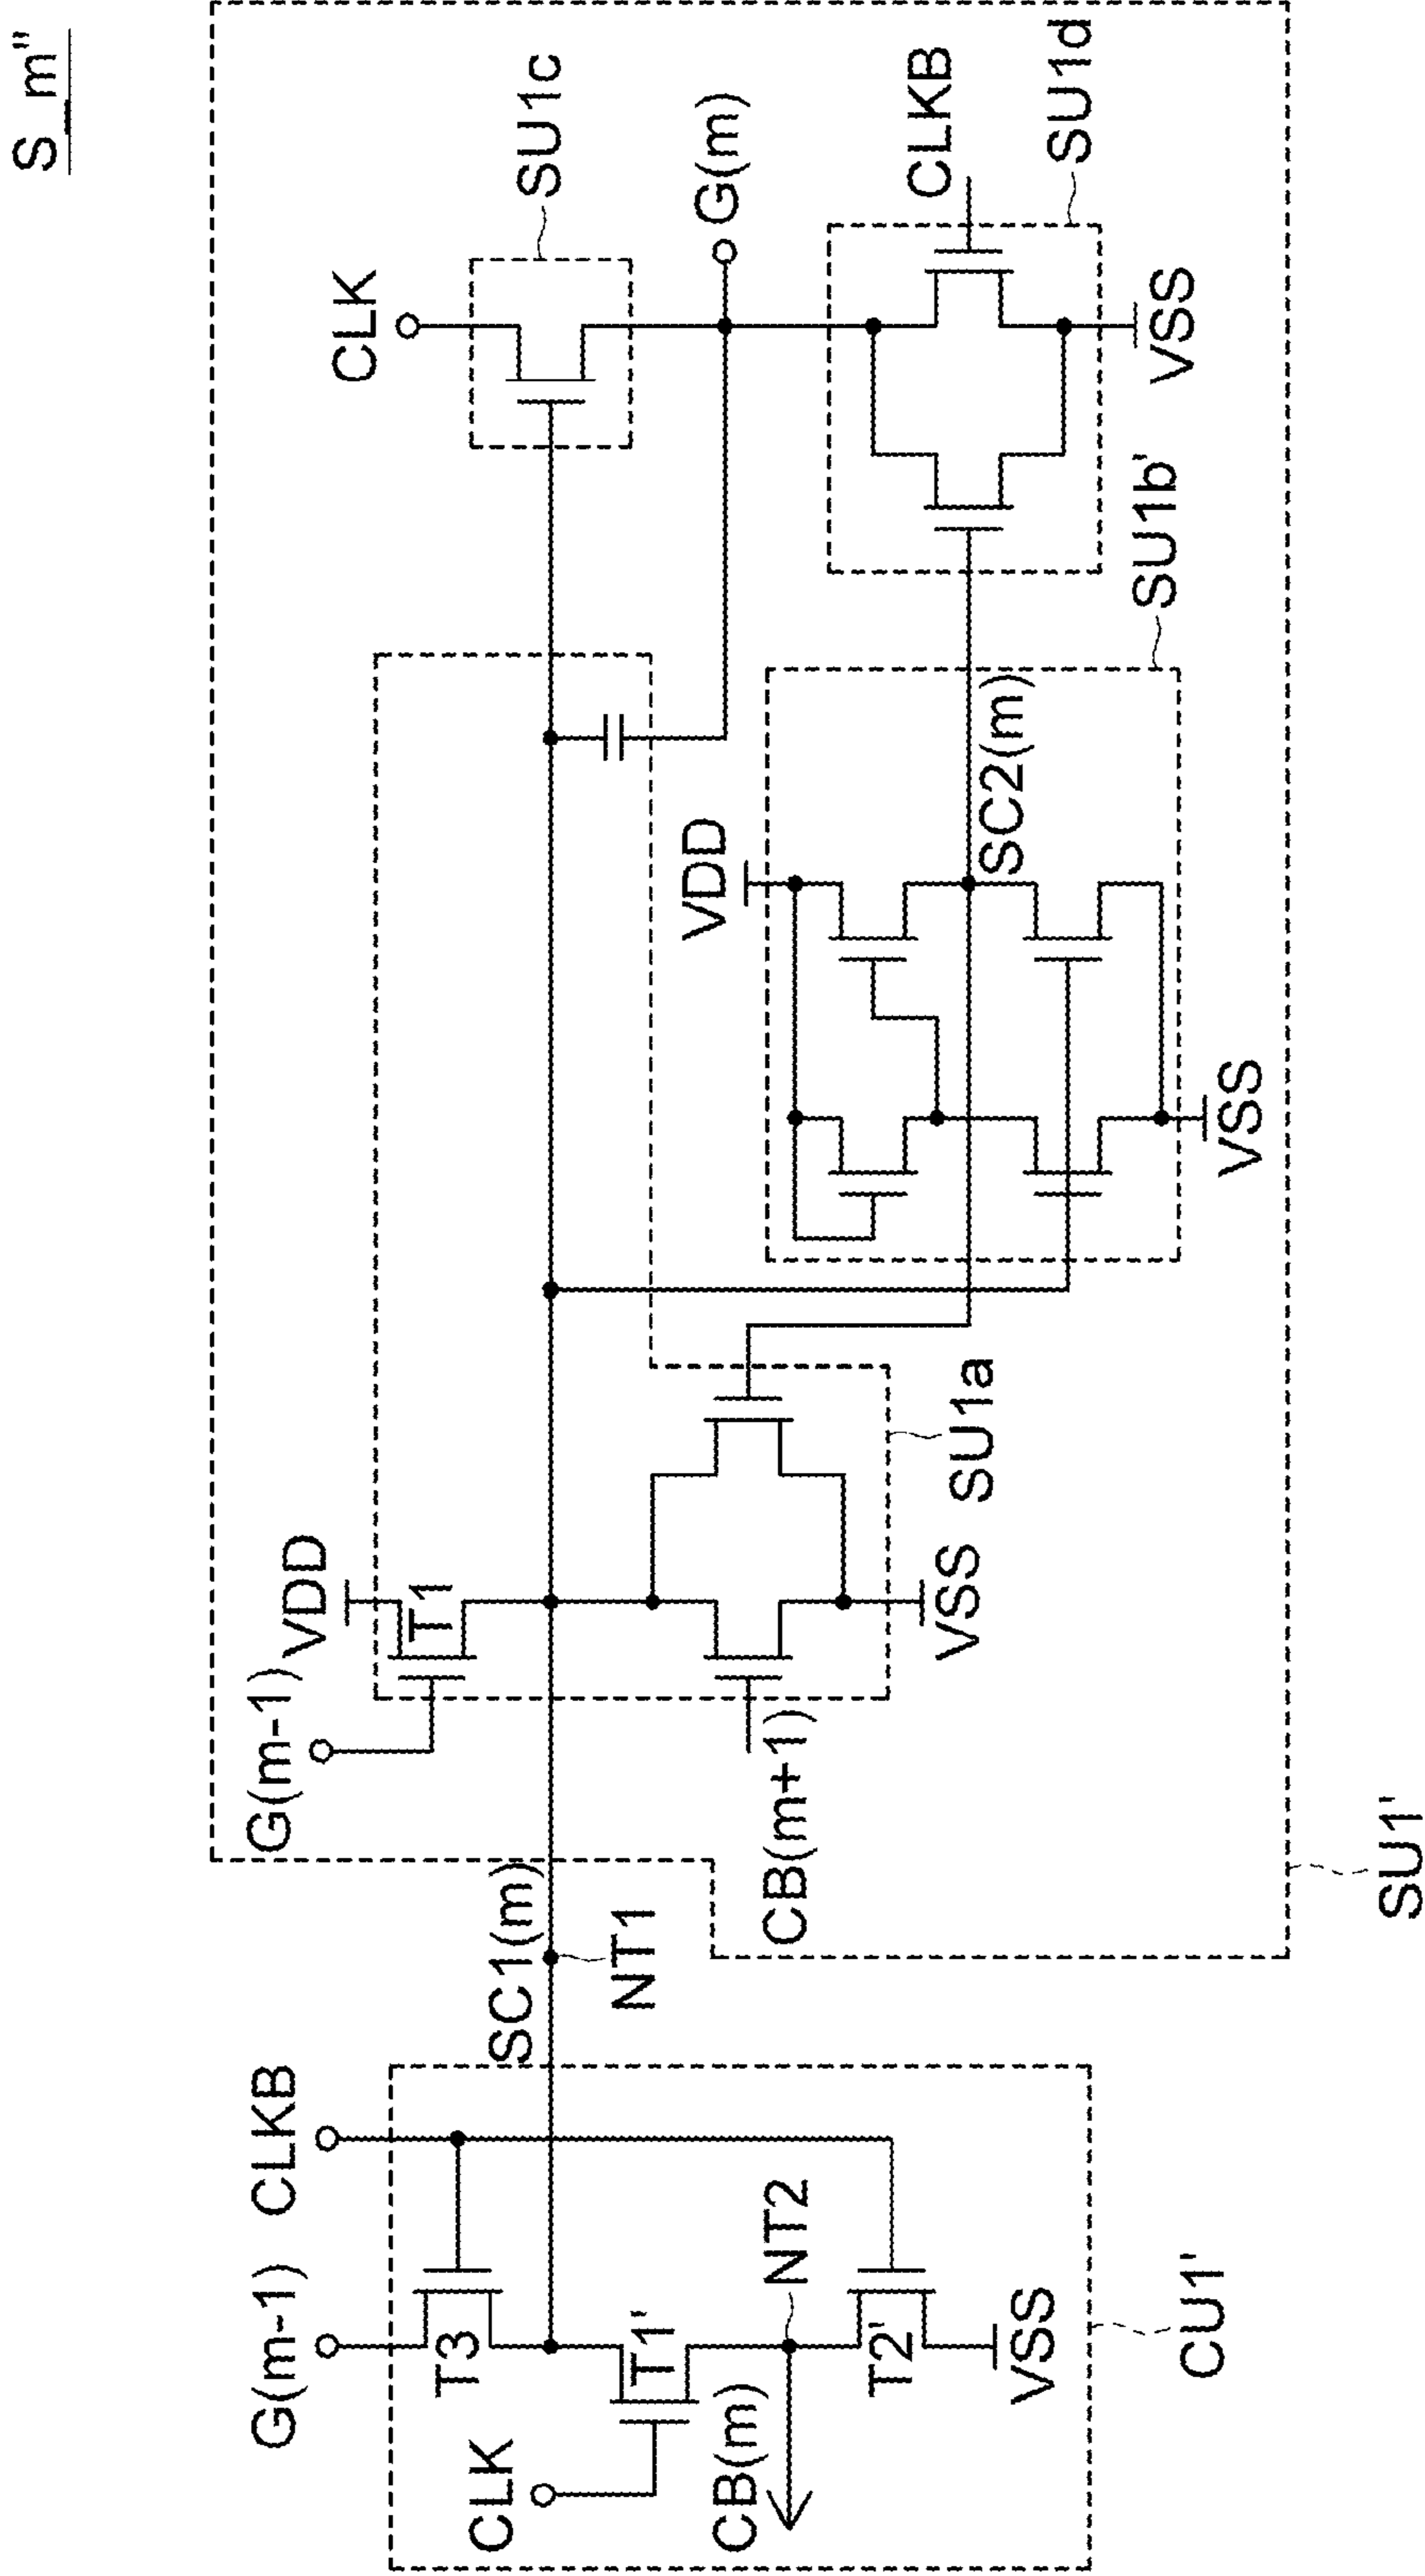 S_m''
CLK
SU1c
G(m)
CLKB
SU1d
VSS
SU1b'
VDD
SC2(m)
VSS
G(m-1)
VDD
T1
SU1a
VSS
CB(m+1)
SU1'
SC1(m)
NT1
G(m-1)
CLKB
T3
CLK
T1'
CB(m)
NT2
T2'
VSS
CU1'